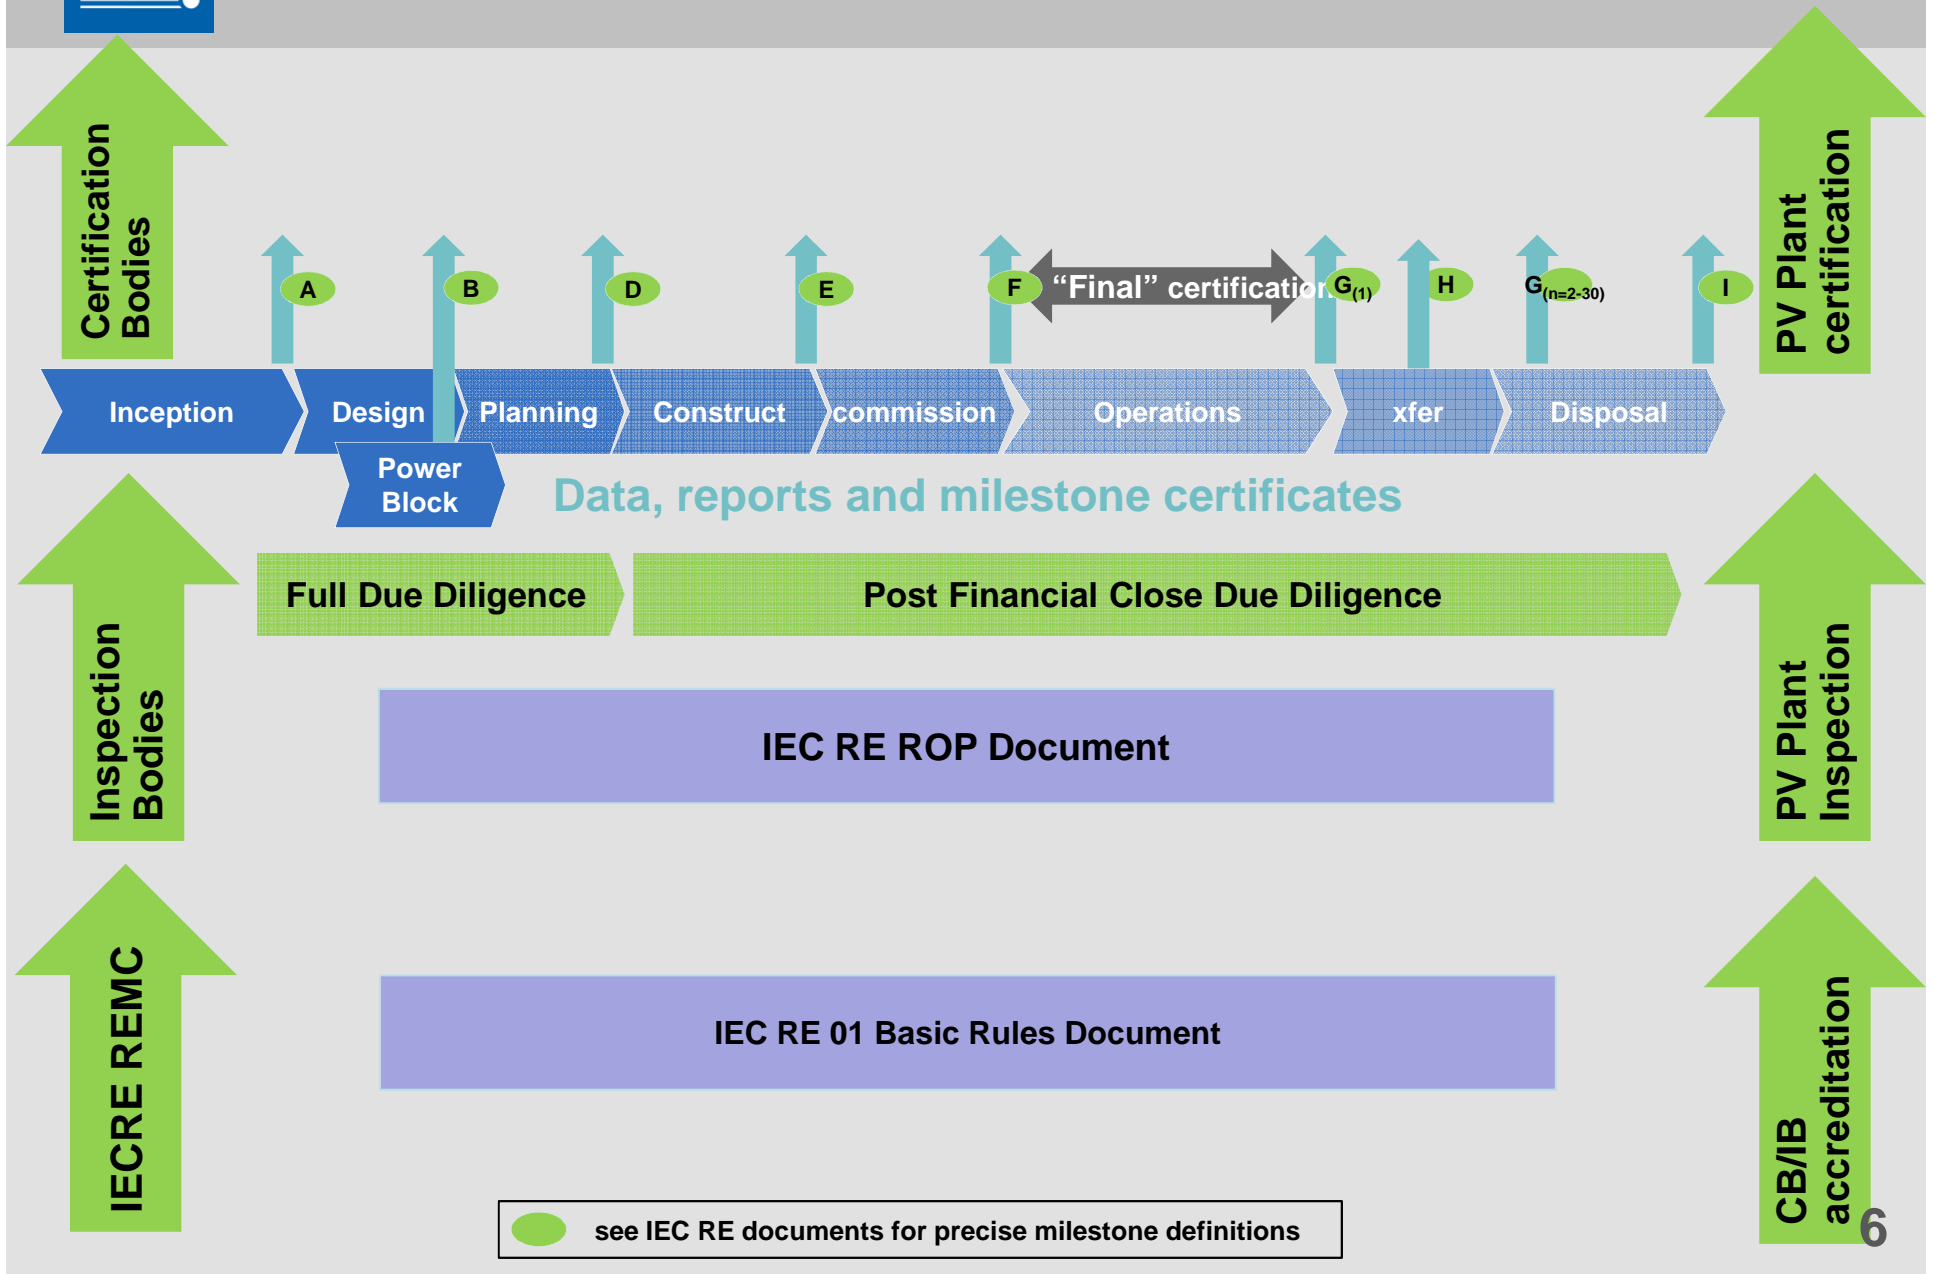 Certification
Bodies
PV Plant
certification
A
B
D
E
F
“Final” certification
G(1)
H
G(n=2-30)
I
Inception
Design
Planning
Construct
commission
Operations
xfer
Disposal
Power
Block
Data, reports and milestone certificates
Full Due Diligence
Post Financial Close Due Diligence
Inspection
Bodies
PV Plant
Inspection
IEC RE ROP Document
IECRE REMC
IEC RE 01 Basic Rules Document
CB/IB
accreditation
see IEC RE documents for precise milestone definitions
6